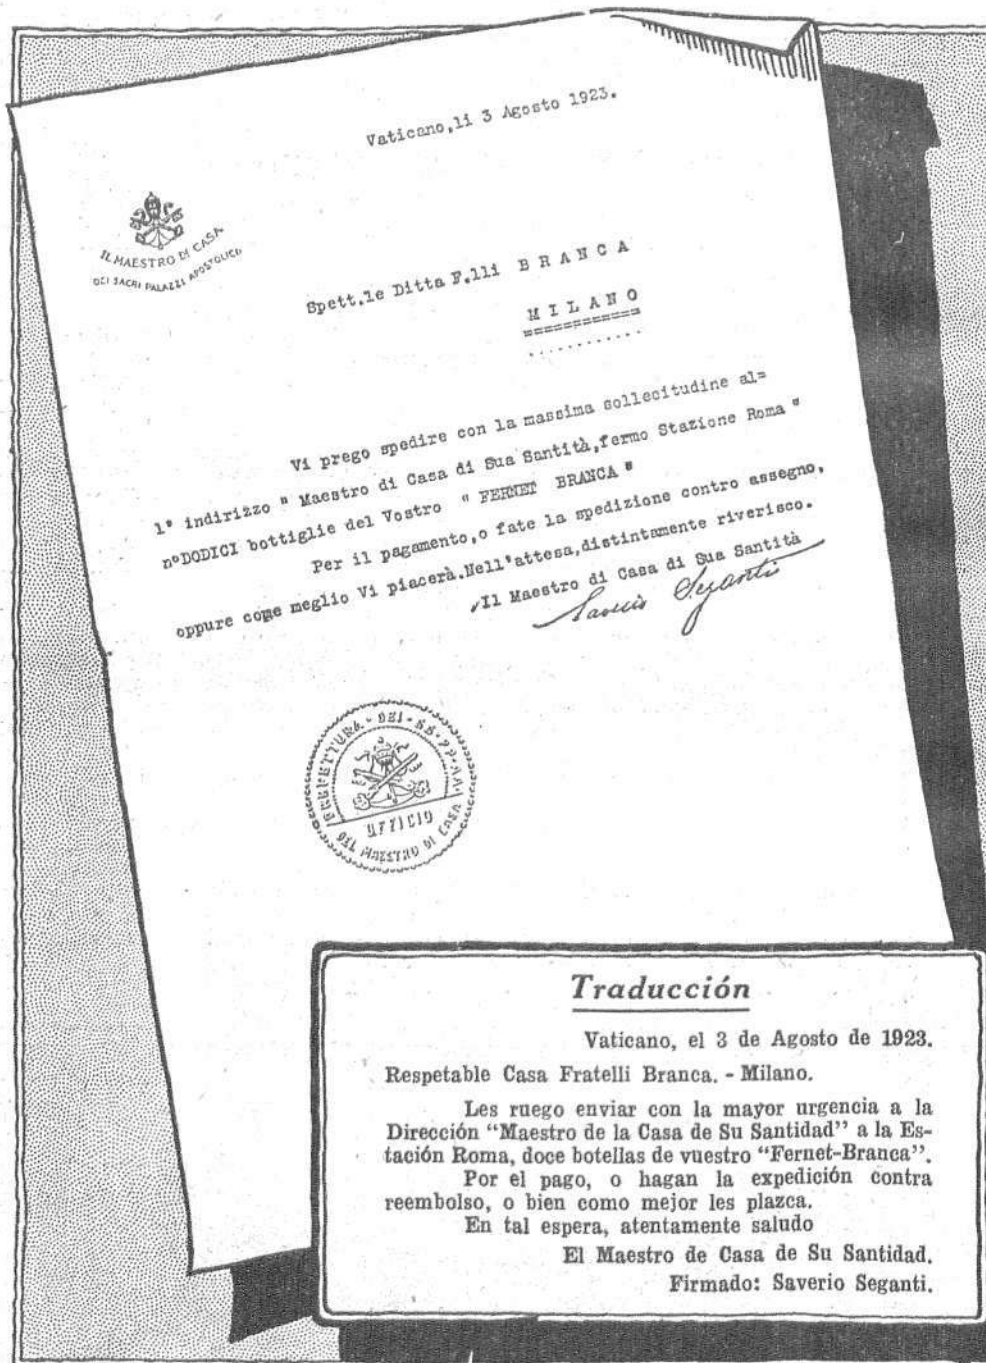 Vaticano,li 3 Agosto 1923.
IL MAESTRO DI CASA
DEI SACRI PALAZZI APOSTOLICI
Spett.le Ditta F.lli B R A N C A
M I L A N O
============
............
Vi prego spedire con la massima sollecitudine al=
l' indirizzo " Maestro di Casa di Sua Santità,fermo Stazione Roma "
n°DODICI bottiglie del Vostro " FERNET BRANCA "
Per il pagamento,o fate la spedizione contro assegno,
oppure come meglio Vi piacerà.Nell'attesa,distintamente riverisco.
Il Maestro di Casa di Sua Santità
Saverio Seganti
PREFETTURA·DEI·SS·PP·AA·
UFFICIO
DEL MAESTRO DI CASA
Traducción
Vaticano, el 3 de Agosto de 1923.
Respetable Casa Fratelli Branca. - Milano.
Les ruego enviar con la mayor urgencia a la
Dirección “Maestro de la Casa de Su Santidad” a la Es-
tación Roma, doce botellas de vuestro “Fernet-Branca”.
Por el pago, o hagan la expedición contra
reembolso, o bien como mejor les plazca.
En tal espera, atentamente saludo
El Maestro de Casa de Su Santidad.
Firmado: Saverio Seganti.